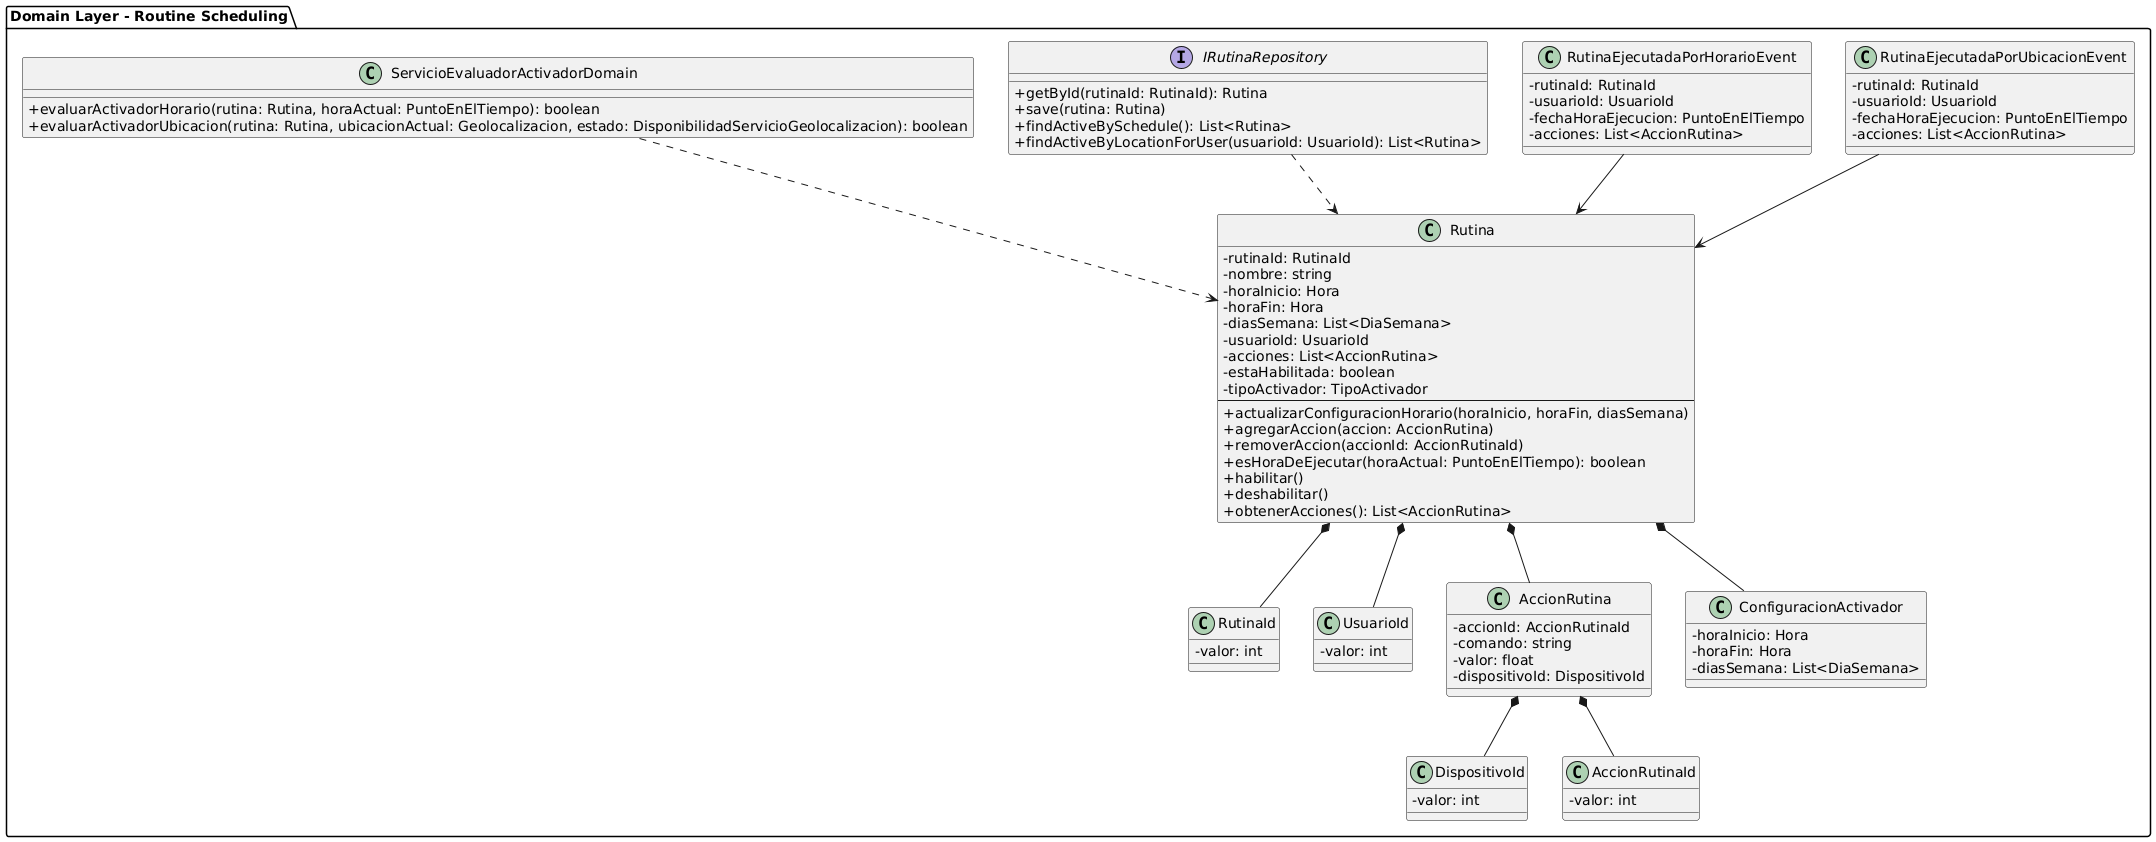 Domain Layer - Routine Scheduling
C ServicioEvaluadorActivadorDomain
+evaluarActivadorHorario(rutina: Rutina, horaActual: PuntoEnElTiempo): boolean
+evaluarActivadorUbicacion(rutina: Rutina, ubicacionActual: Geolocalizacion, estado: DisponibilidadServicioGeolocalizacion): boolean
I IRutinaRepository
+getById(rutinaId: RutinaId): Rutina
+save(rutina: Rutina)
+findActiveBySchedule(): List<Rutina>
+findActiveByLocationForUser(usuarioId: UsuarioId): List<Rutina>
C RutinaEjecutadaPorHorarioEvent
-rutinaId: RutinaId
-usuarioId: UsuarioId
-fechaHoraEjecucion: PuntoEnElTiempo
-acciones: List<AccionRutina>
C RutinaEjecutadaPorUbicacionEvent
-rutinaId: RutinaId
-usuarioId: UsuarioId
-fechaHoraEjecucion: PuntoEnElTiempo
-acciones: List<AccionRutina>
C Rutina
-rutinaId: RutinaId
-nombre: string
-horaInicio: Hora
-horaFin: Hora
-diasSemana: List<DiaSemana>
-usuarioId: UsuarioId
-acciones: List<AccionRutina>
-estaHabilitada: boolean
-tipoActivador: TipoActivador
+actualizarConfiguracionHorario(horaInicio, horaFin, diasSemana)
+agregarAccion(accion: AccionRutina)
+removerAccion(accionId: AccionRutinaId)
+esHoraDeEjecutar(horaActual: PuntoEnElTiempo): boolean
+habilitar()
+deshabilitar()
+obtenerAcciones(): List<AccionRutina>
C RutinaId
-valor: int
C UsuarioId
-valor: int
C AccionRutina
-accionId: AccionRutinaId
-comando: string
-valor: float
-dispositivoId: DispositivoId
C ConfiguracionActivador
-horaInicio: Hora
-horaFin: Hora
-diasSemana: List<DiaSemana>
C DispositivoId
-valor: int
C AccionRutinaId
-valor: int